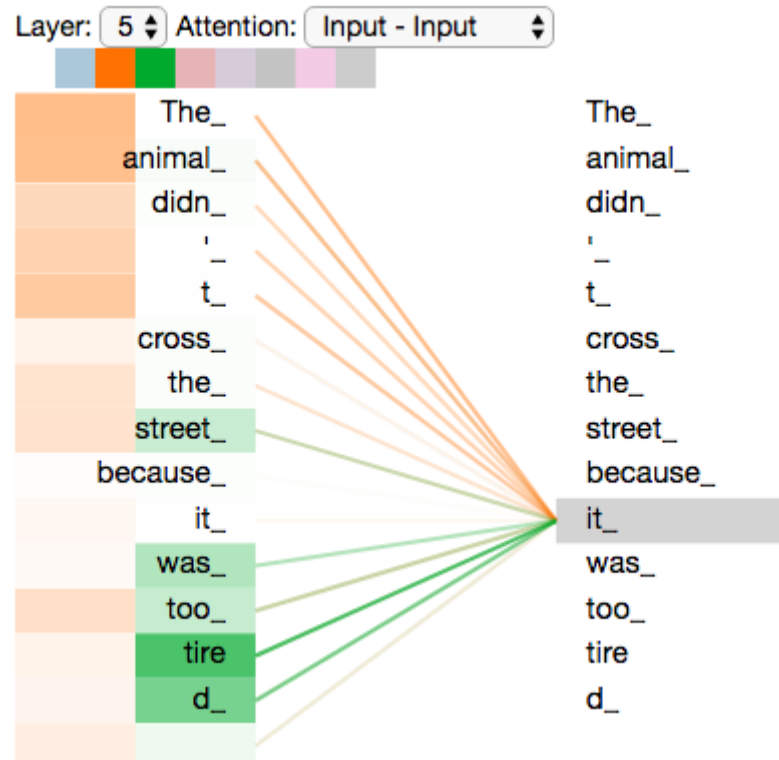 Layer: 5 Attention: Input - Input
The_ The_
animal_ animal_
didn_ didn_
'_ '_
t_ t_
cross_ cross_
the_ the_
street_ street_
because_ because_
it_ it_
was_ was_
too_ too_
tire tire
d_ d_